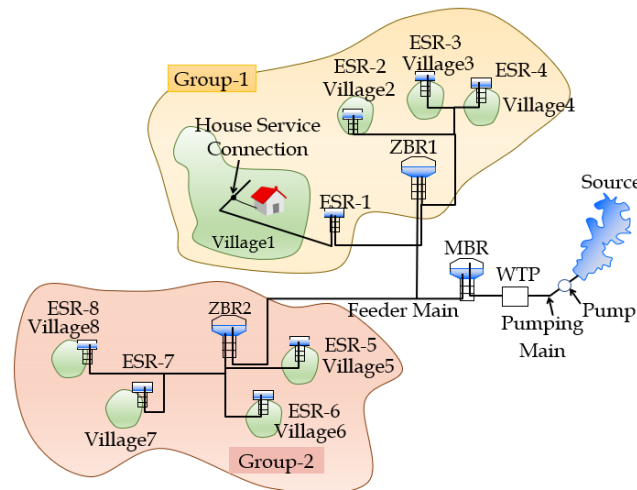 Group-1
ESR-3
Village3
ESR-2
Village2
ESR-4
Village4
House Service
Connection
ZBR1
ESR-1
Village1
Source
MBR
WTP
Pump
Pumping
Main
Feeder Main
ESR-8
Village8
ZBR2
ESR-7
ESR-5
Village5
Village7
ESR-6
Village6
Group-2